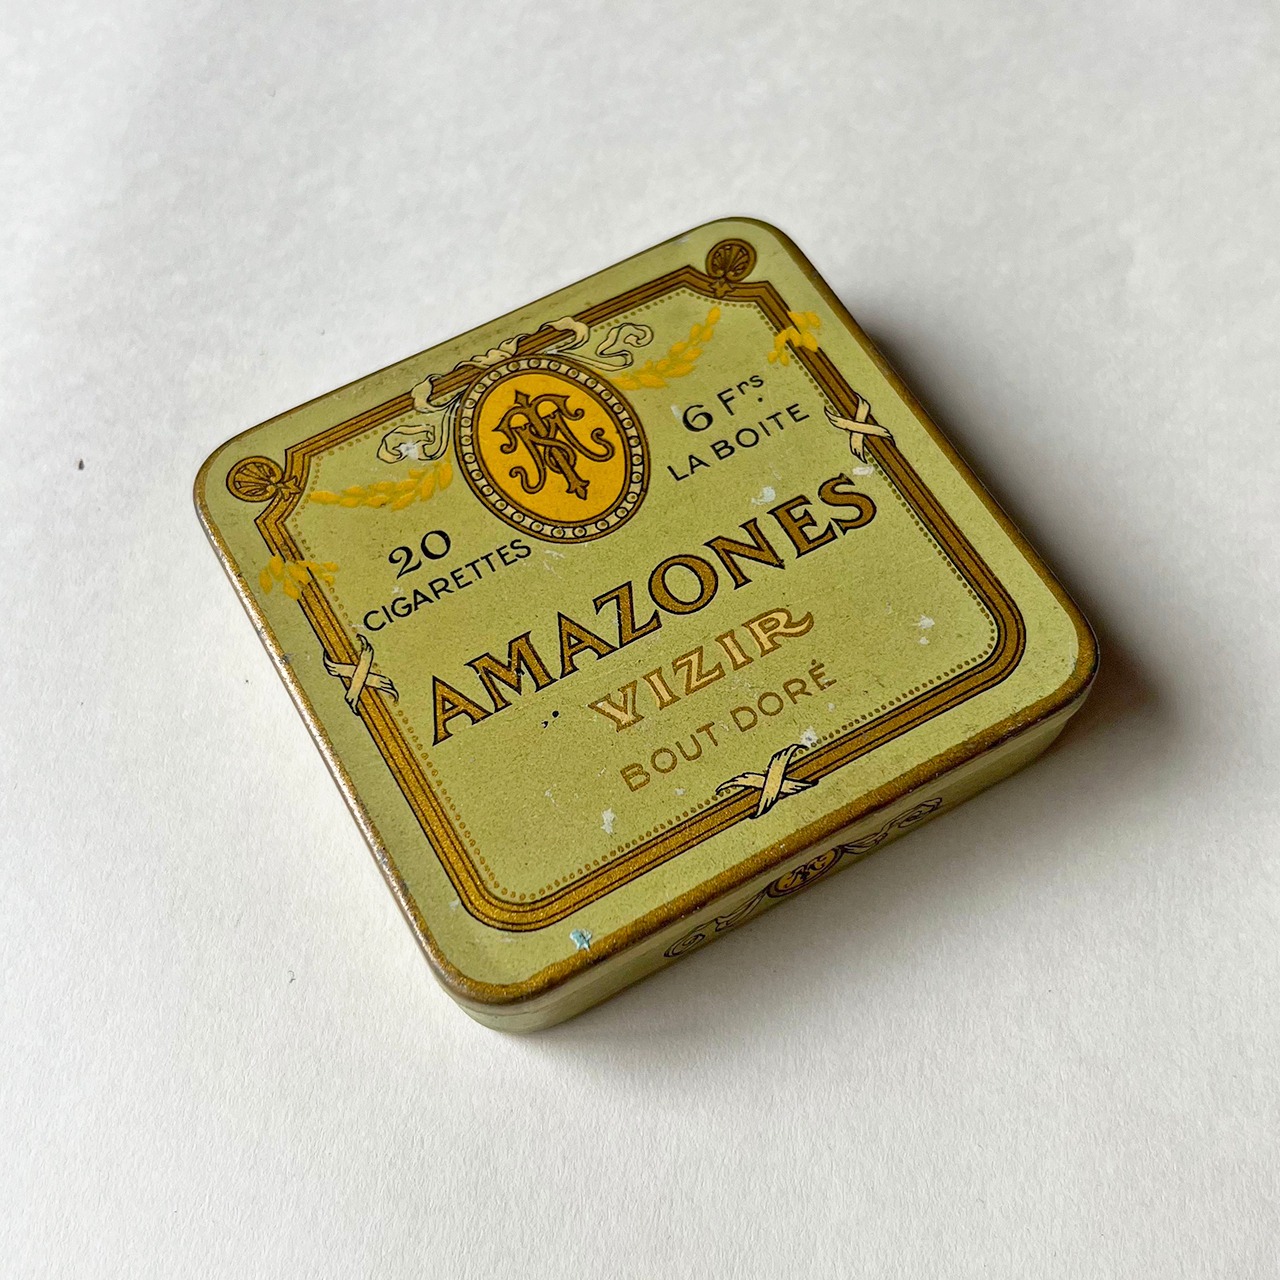 20
CIGARETTES
6 Frs
LA BOITE
AMAZONES
VIZIR
BOUT DORÉ